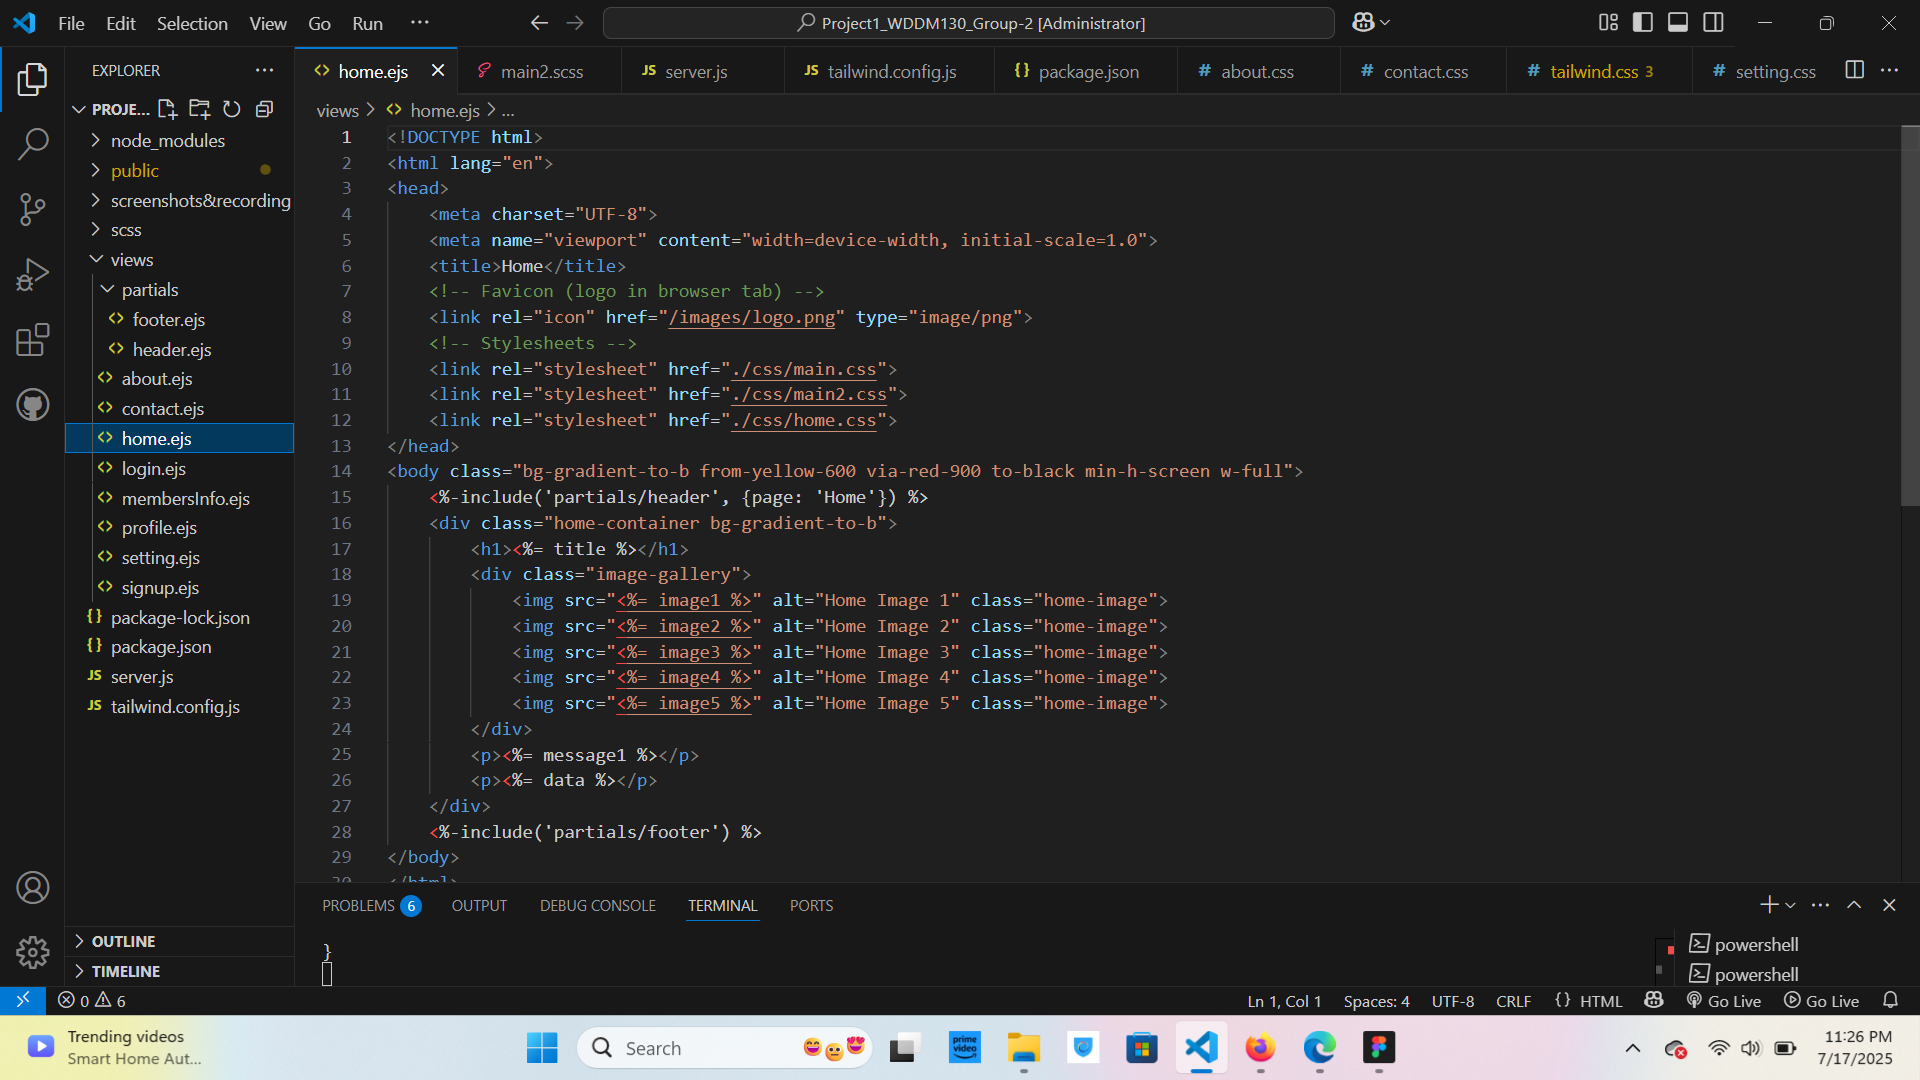 File Edit Selection View Go Run ···
Project1_WDDM130_Group-2 [Administrator]
EXPLORER
home.ejs
main2.scss
JS server.js
JS tailwind.config.js
{} package.json
# about.css
# contact.css
# tailwind.css 3
# setting.css
PROJE...
views > <> home.ejs > ...
node_modules
public
screenshots&recording
scss
views
partials
footer.ejs
header.ejs
about.ejs
contact.ejs
home.ejs
login.ejs
membersInfo.ejs
profile.ejs
setting.ejs
signup.ejs
{} package-lock.json
{} package.json
JS server.js
JS tailwind.config.js
OUTLINE
TIMELINE
1 <!DOCTYPE html>
2 <html lang="en">
3 <head>
4 <meta charset="UTF-8">
5 <meta name="viewport" content="width=device-width, initial-scale=1.0">
6 <title>Home</title>
7 <!-- Favicon (logo in browser tab) -->
8 <link rel="icon" href="/images/logo.png" type="image/png">
9 <!-- Stylesheets -->
10 <link rel="stylesheet" href="./css/main.css">
11 <link rel="stylesheet" href="./css/main2.css">
12 <link rel="stylesheet" href="./css/home.css">
13 </head>
14 <body class="bg-gradient-to-b from-yellow-600 via-red-900 to-black min-h-screen w-full">
15 <%-include('partials/header', {page: 'Home'}) %>
16 <div class="home-container bg-gradient-to-b">
17 <h1><%= title %></h1>
18 <div class="image-gallery">
19 <img src="<%= image1 %>" alt="Home Image 1" class="home-image">
20 <img src="<%= image2 %>" alt="Home Image 2" class="home-image">
21 <img src="<%= image3 %>" alt="Home Image 3" class="home-image">
22 <img src="<%= image4 %>" alt="Home Image 4" class="home-image">
23 <img src="<%= image5 %>" alt="Home Image 5" class="home-image">
24 </div>
25 <p><%= message1 %></p>
26 <p><%= data %></p>
27 </div>
28 <%-include('partials/footer') %>
29 </body>
30 </html>
PROBLEMS 6 OUTPUT DEBUG CONSOLE TERMINAL PORTS
}
powershell
powershell
0 6
Ln 1, Col 1 Spaces: 4 UTF-8 CRLF {} HTML Go Live Go Live
Trending videos
Smart Home Aut...
Search
prime video
11:26 PM
7/17/2025